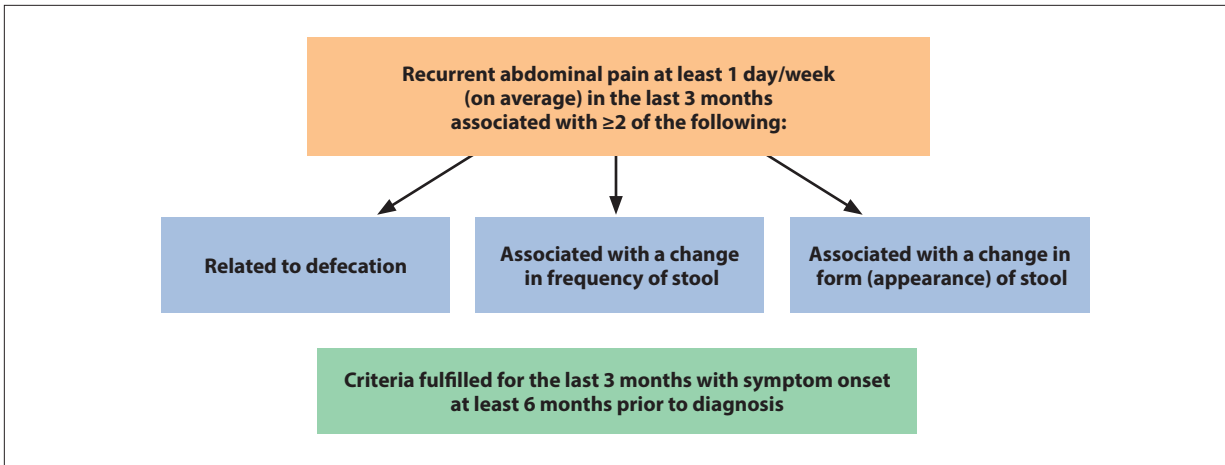 Recurrent abdominal pain at least 1 day/week
(on average) in the last 3 months
associated with ≥2 of the following:
Related to defecation
Associated with a change
in frequency of stool
Associated with a change in
form (appearance) of stool
Criteria fulfilled for the last 3 months with symptom onset
at least 6 months prior to diagnosis